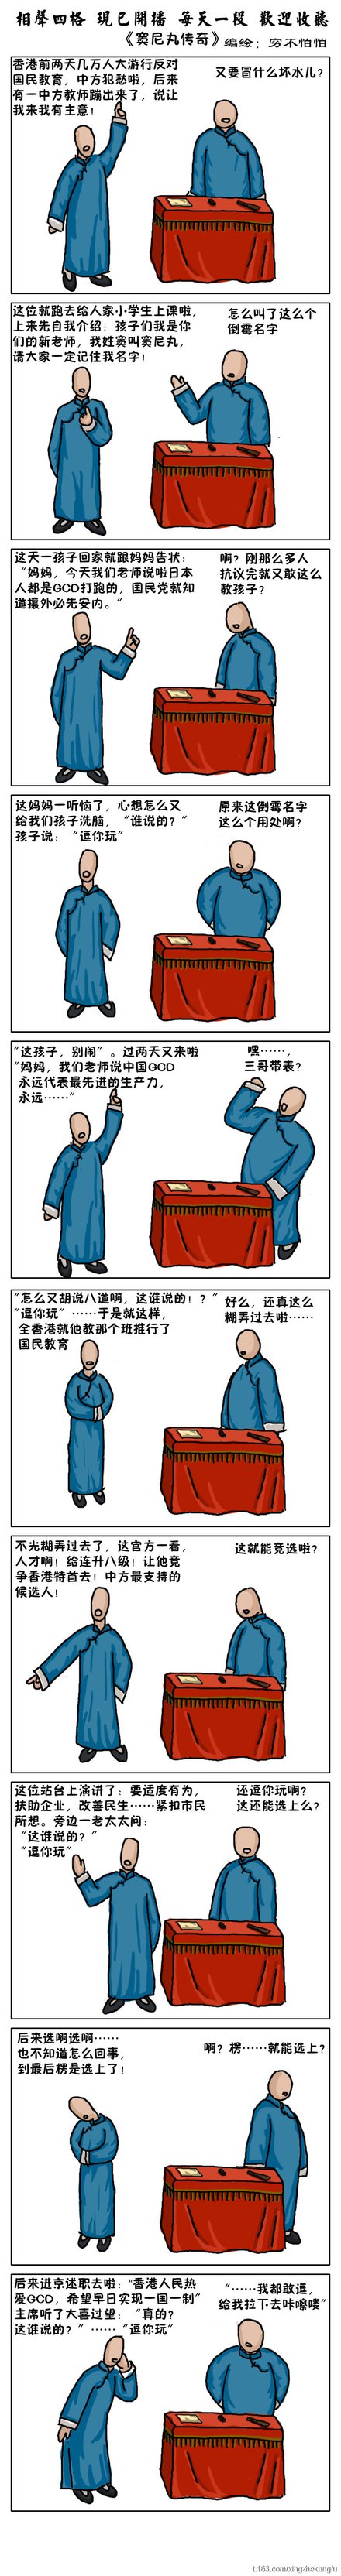 相聲四格 現已開播 每天一段 歡迎收聽
《窦尼丸传奇》编绘：穷不怕怕
香港前两天几万人大游行反对
国民教育，中方犯愁啦，后来
有一中方教师蹦出来了，说让
我来我有主意！
又要冒什么坏水儿？
这位就跑去给人家小学生上课啦，
上来先自我介绍：孩子们我是你
们的新老师，我姓窦叫窦尼丸，
请大家一定记住我名字！
怎么叫了这么个
倒霉名字
这天一孩子回家就跟妈妈告状：
“妈妈，今天我们老师说啦日本
人都是GCD打跑的，国民党就知
道攘外必先安内。”
啊？刚那么多人
抗议完就又敢这么
教孩子？
这妈妈一听恼了，心想怎么又
给我们孩子洗脑，“谁说的？”
孩子说：“逗你玩”
原来这倒霉名字
这么个用处啊？
“这孩子，别闹”。过两天又来啦
“妈妈，我们老师说中国GCD
永远代表最先进的生产力，
永远……”
嘿……，
三哥带表？
“怎么又胡说八道啊，这谁说的！？”
“逗你玩”……于是就这样，
全香港就他教那个班推行了
国民教育
好么，还真这么
糊弄过去啦……
不光糊弄过去了，这官方一看，
人才啊！给连升八级！让他竞
争香港特首去！中方最支持的
候选人！
这就能竞选啦？
这位站台上演讲了：要适度有为，
扶助企业，改善民生……紧扣市民
所想。旁边一老太太问：
“这谁说的？”
“逗你玩”
还逗你玩啊？
这还能选上么？
后来选啊选啊……
也不知道怎么回事，
到最后楞是选上了！
啊？楞……就能选上？
后来进京述职去啦：“香港人民热
爱GCD，希望早日实现一国一制”
主席听了大喜过望：“真的？
这谁说的？”……“逗你玩”
“……我都敢逗，
给我拉下去咔嚓喽”
t.163.com/xingzhekangfu